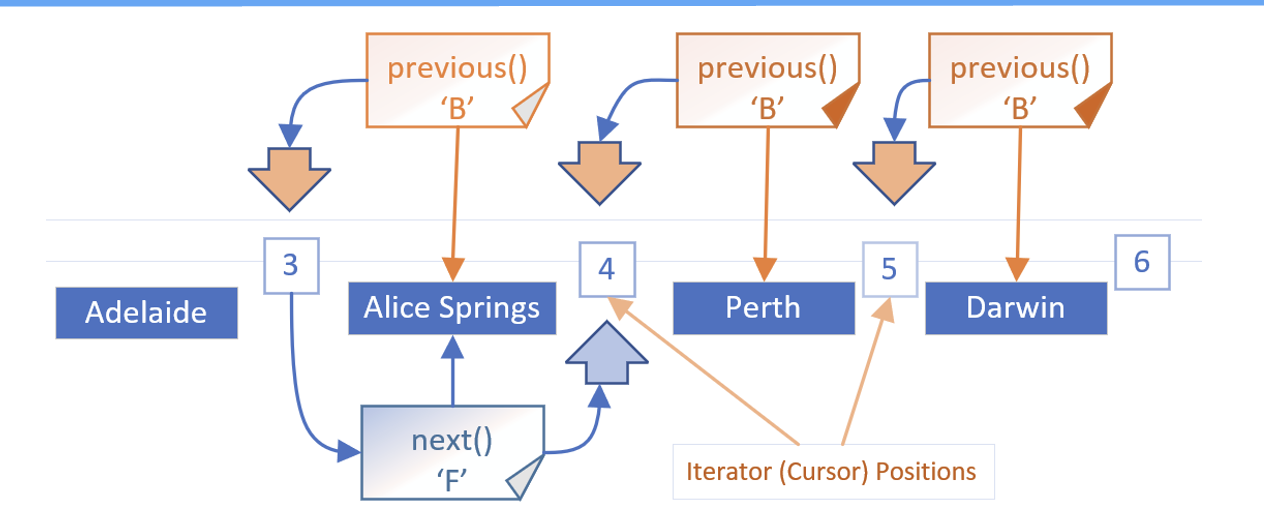 previous()
‘B’
previous()
‘B’
previous()
‘B’
3
4
5
6
Adelaide
Alice Springs
Perth
Darwin
next()
‘F’
Iterator (Cursor) Positions